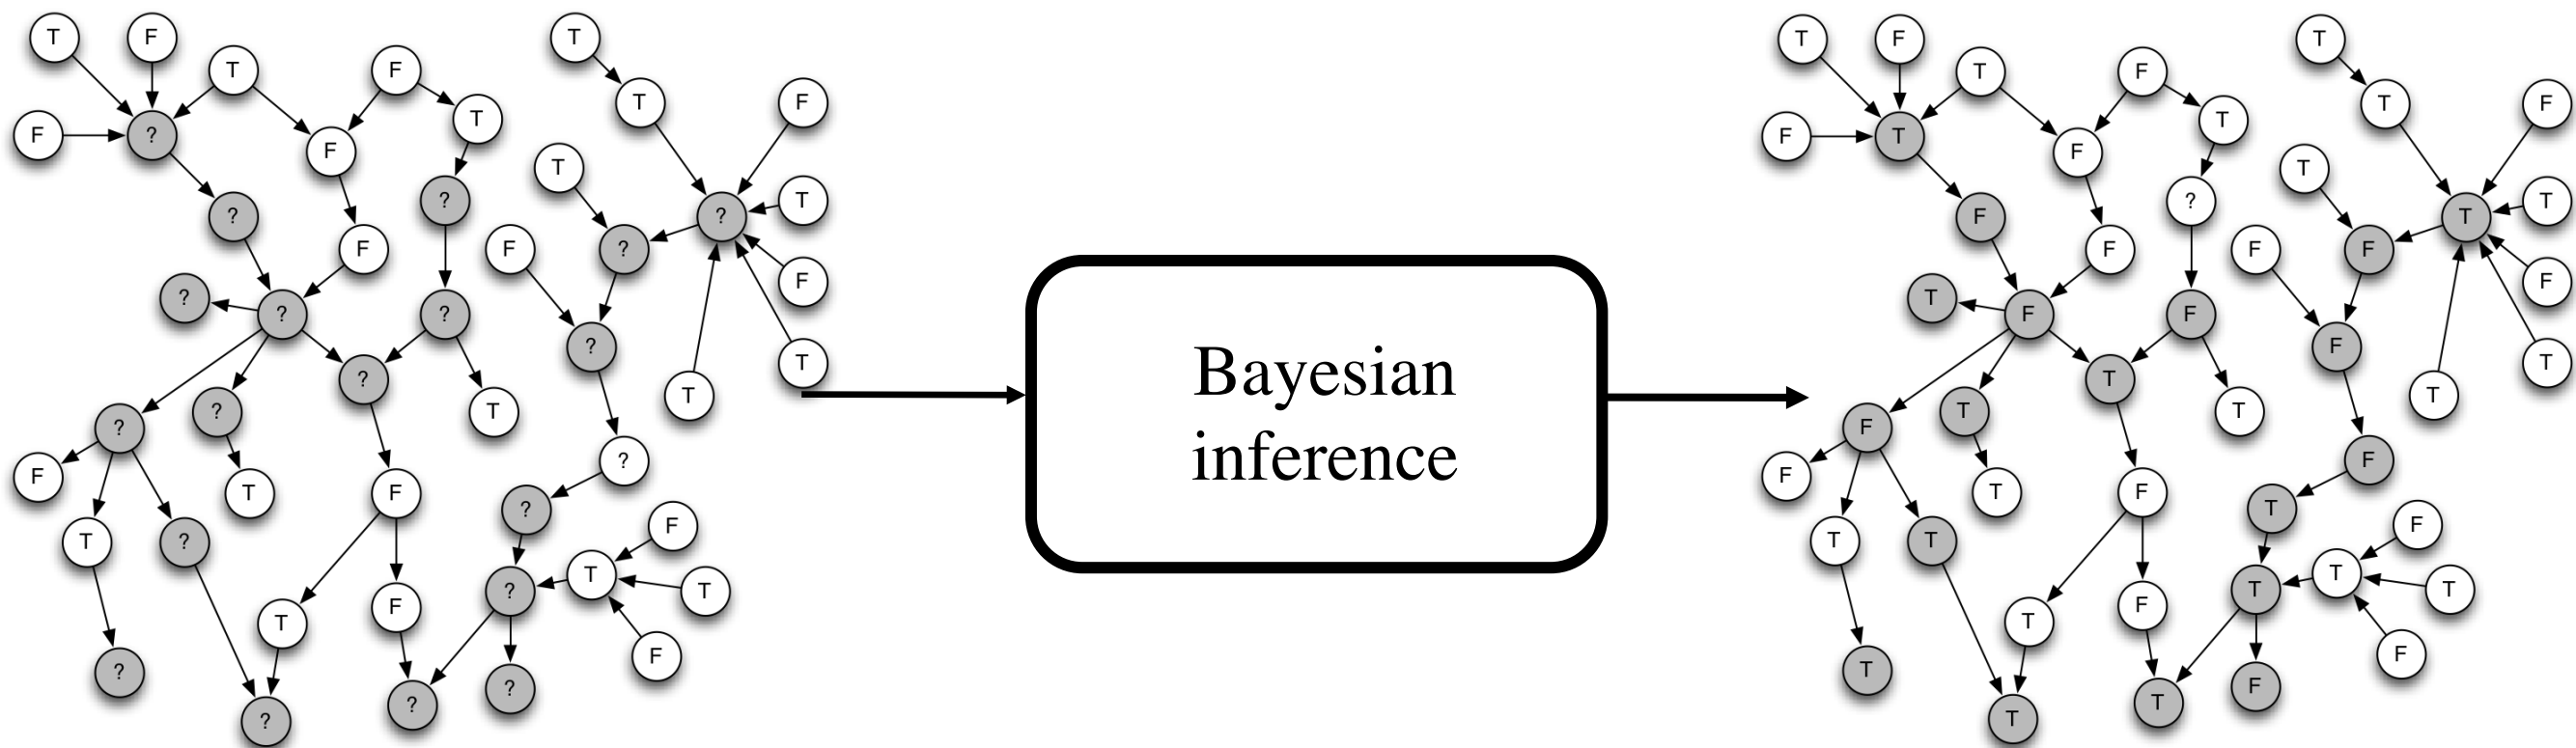 T F T F T
F ? F T
? ? F
? ? ? F
? ? ? T
F T T F
T ? T F
? ? ? ?
T T F
T ? T
? F F
? T T
? ?
? T F
? T F
Bayesian
inference
T F T F T
F T F T
F ? F
T F F F
F T T T
F T T F
T T T F
T T T F
T T F
T F T
T F F
F T T
F T
T T F
T T F